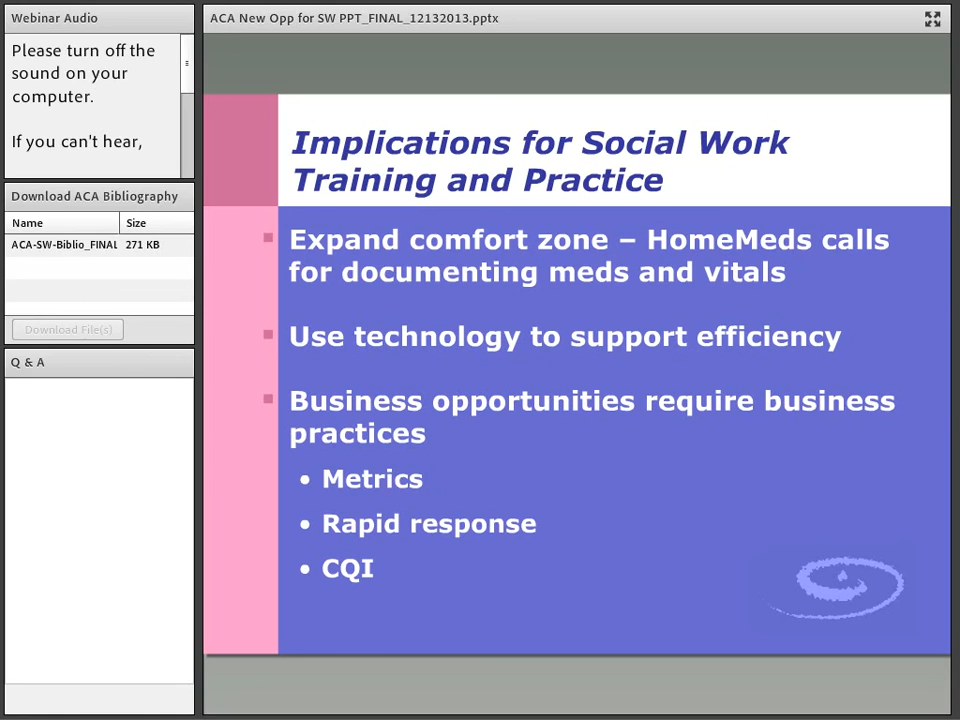 Webinar Audio
Please turn off the
sound on your
computer.
If you can't hear,
Download ACA Bibliography
Name Size
ACA-SW-Biblio_FINAL 271 KB
Download File(s)
Q & A
ACA New Opp for SW PPT_FINAL_12132013.pptx
Implications for Social Work
Training and Practice
Expand comfort zone – HomeMeds calls
for documenting meds and vitals
Use technology to support efficiency
Business opportunities require business
practices
• Metrics
• Rapid response
• CQI